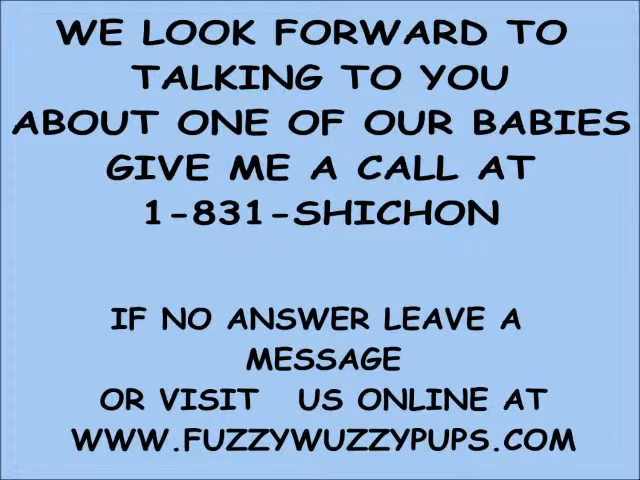 WE LOOK FORWARD TO
TALKING TO YOU
ABOUT ONE OF OUR BABIES
GIVE ME A CALL AT
1-831-SHICHON
IF NO ANSWER LEAVE A
MESSAGE
OR VISIT US ONLINE AT
WWW.FUZZYWUZZYPUPS.COM